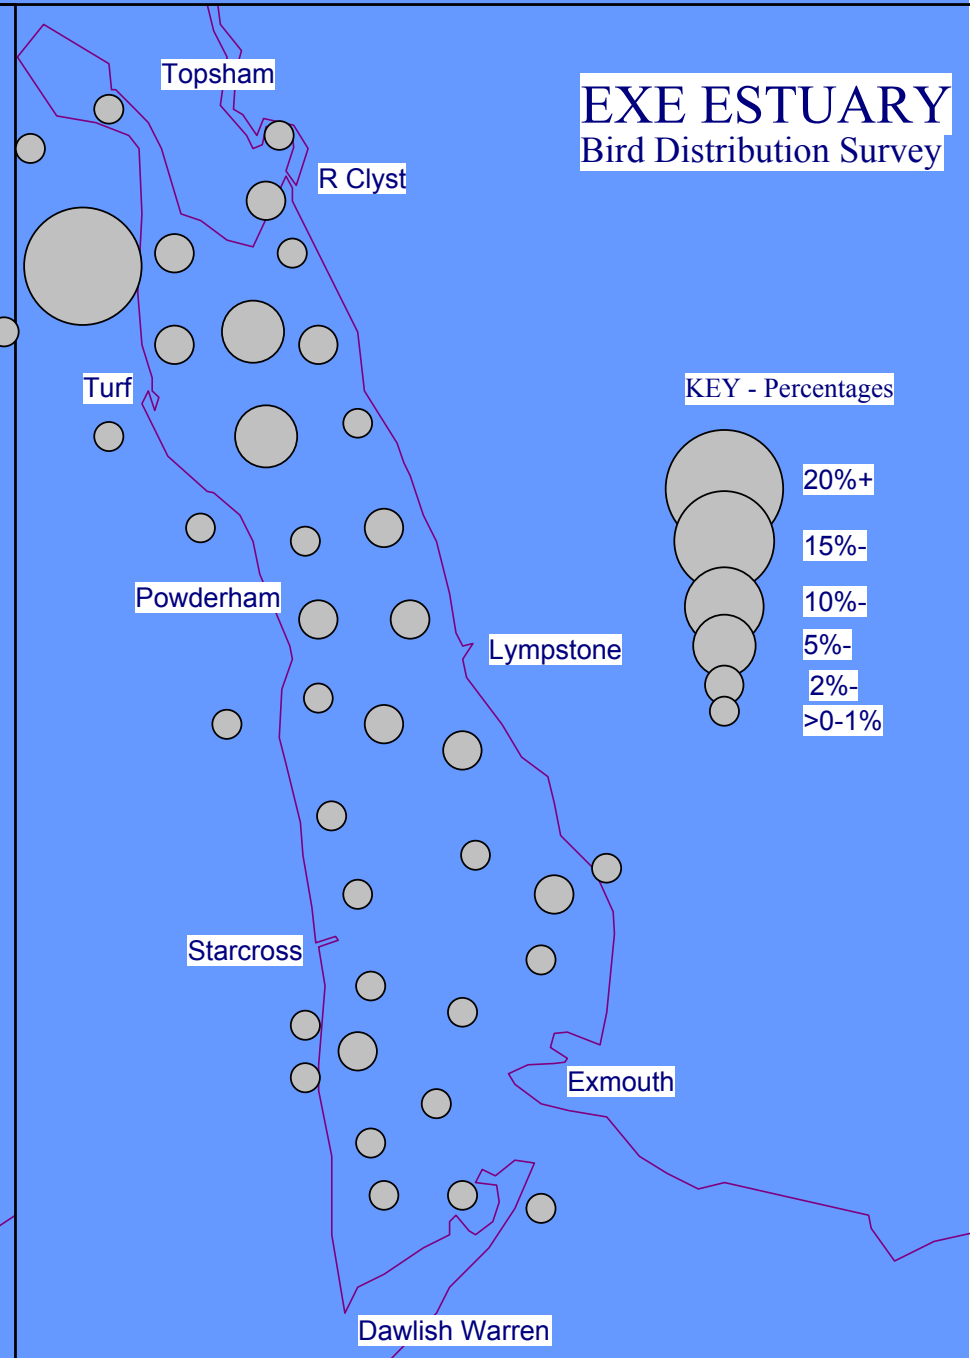 Topsham
EXE ESTUARY
Bird Distribution Survey
R Clyst
Turf
KEY - Percentages
20%+
15%-
10%-
5%-
2%-
>0-1%
Powderham
Lympstone
Starcross
Exmouth
Dawlish Warren